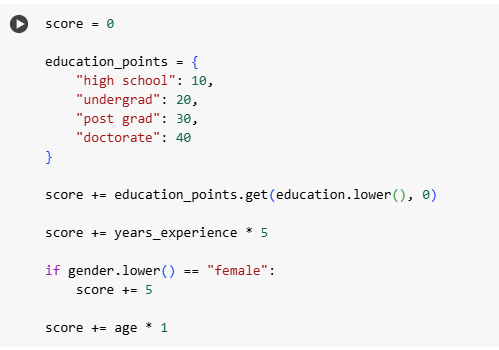 score = 0
education_points = {
    "high school": 10,
    "undergrad": 20,
    "post grad": 30,
    "doctorate": 40
}
score += education_points.get(education.lower(), 0)
score += years_experience * 5
if gender.lower() == "female":
    score += 5
score += age * 1